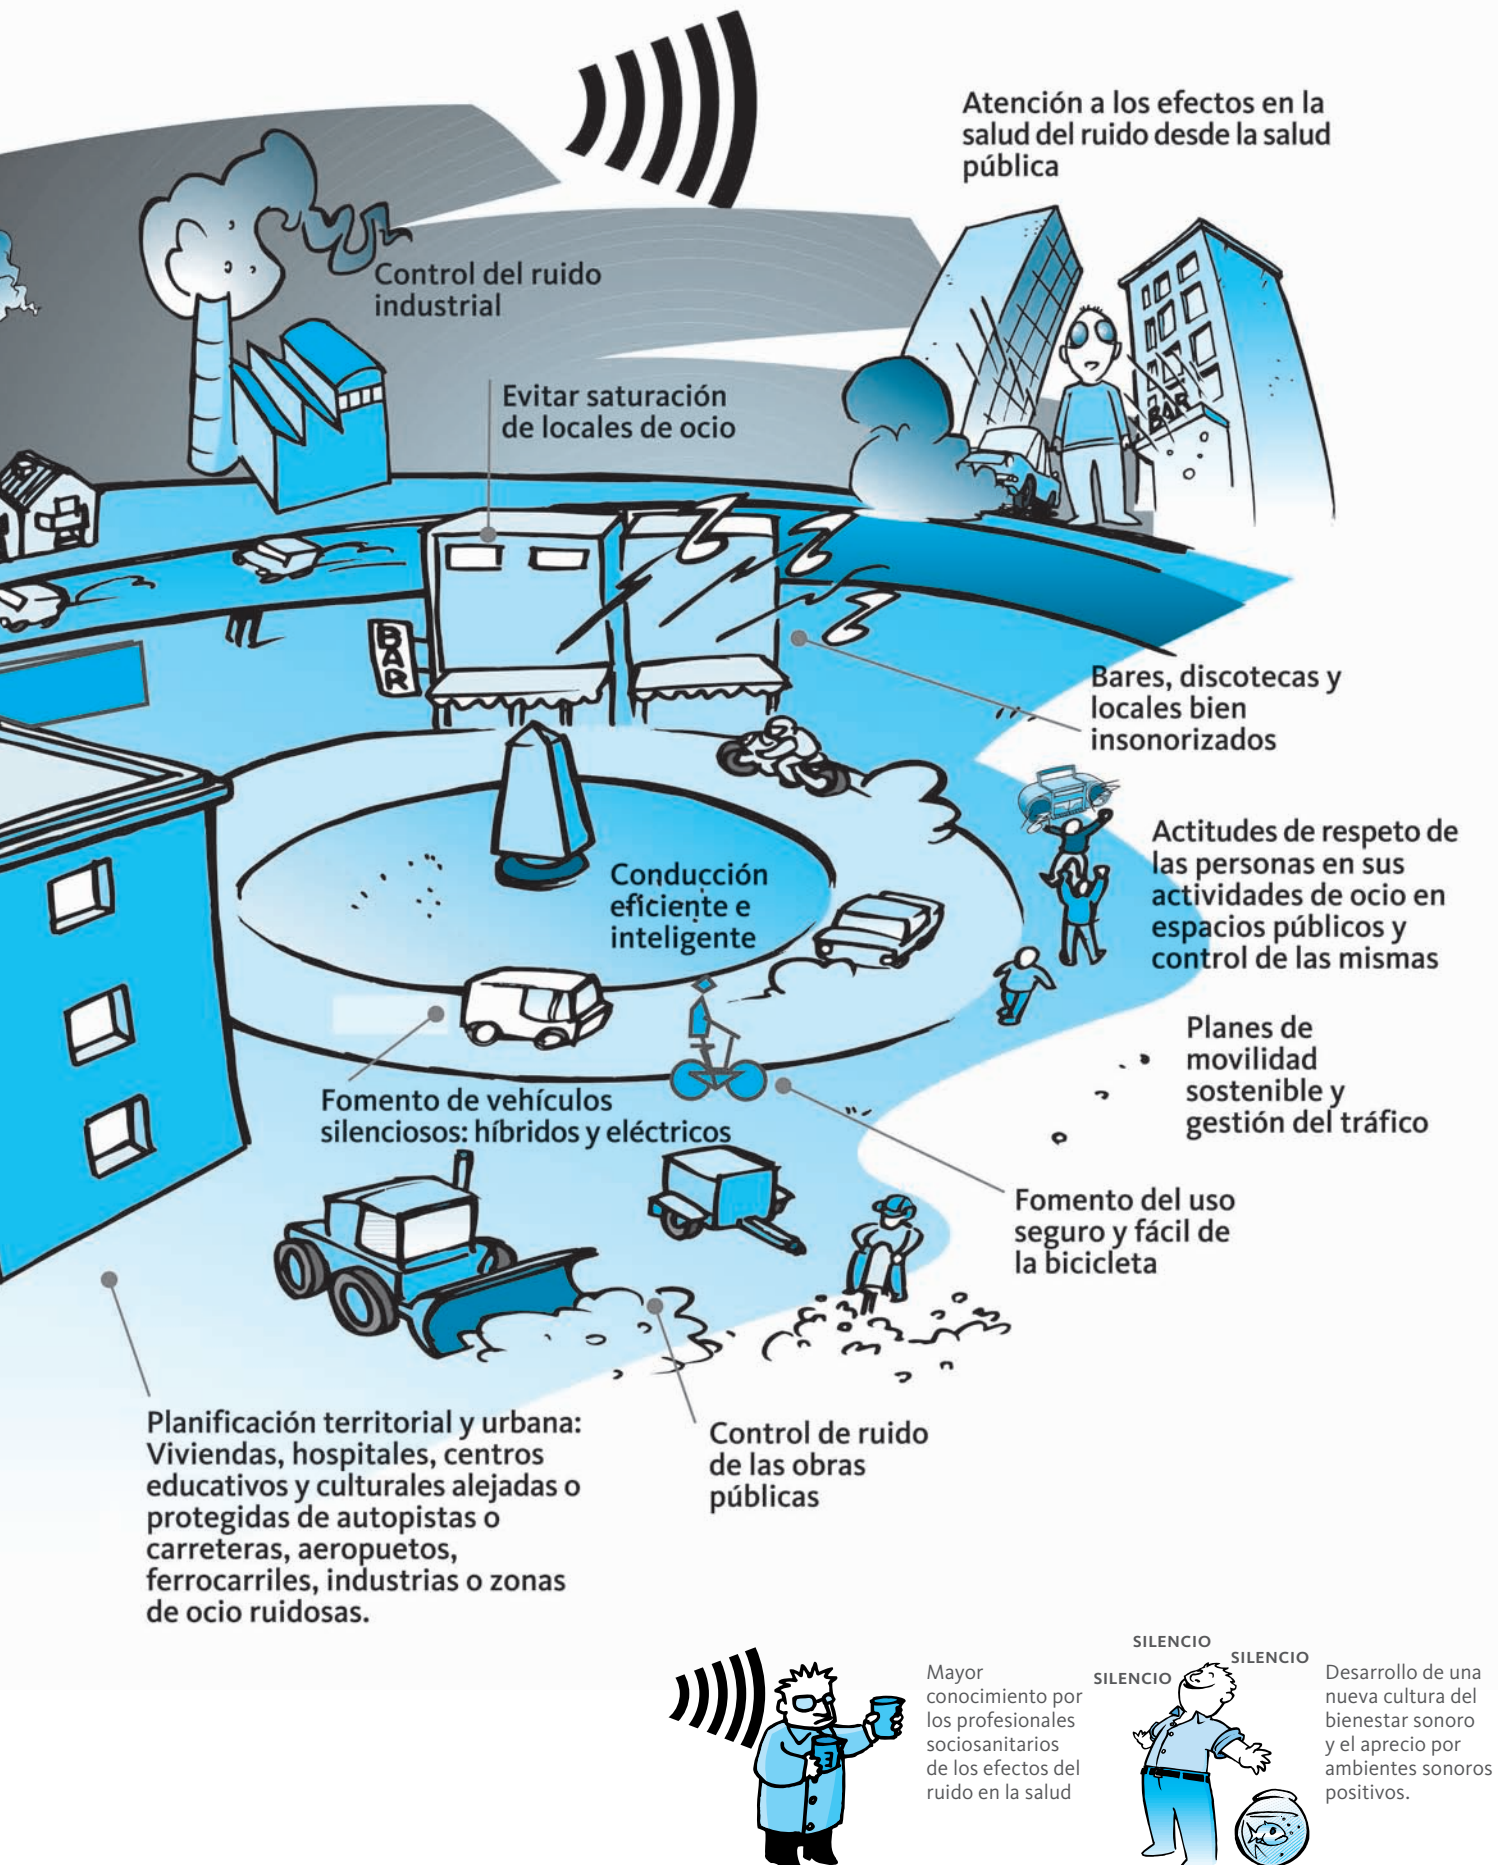 Atención a los efectos en la
salud del ruido desde la salud
pública
Control del ruido
industrial
Evitar saturación
de locales de ocio
BAR
BAR
Bares, discotecas y
locales bien
insonorizados
Actitudes de respeto de
las personas en sus
actividades de ocio en
espacios públicos y
control de las mismas
Conducción
eficiente e
inteligente
Planes de
movilidad
sostenible y
gestión del tráfico
Fomento de vehículos
silenciosos: híbridos y eléctricos
Fomento del uso
seguro y fácil de
la bicicleta
Planificación territorial y urbana:
Viviendas, hospitales, centros
educativos y culturales alejadas o
protegidas de autopistas o
carreteras, aeropuetos,
ferrocarriles, industrias o zonas
de ocio ruidosas.
Control de ruido
de las obras
públicas
Mayor
conocimiento por
los profesionales
sociosanitarios
de los efectos del
ruido en la salud
SILENCIO
SILENCIO
SILENCIO
Desarrollo de una
nueva cultura del
bienestar sonoro
y el aprecio por
ambientes sonoros
positivos.